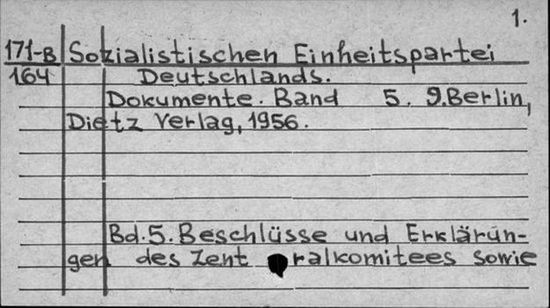 1.
171-B Sozialistischen Einheitspartei
164 Deutschlands.
Dokumente. Band 5. 9.Berlin,
Dietz Verlag, 1956.
Bd.5. Beschlüsse und Erklärun-
gen des Zent ralkomitees sowie